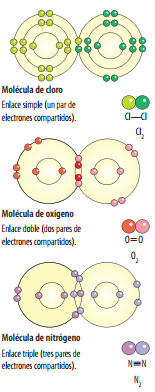 Molécula de cloro
Enlace simple (un par de
electrones compartidos).
Cl—Cl
Cl2
Molécula de oxígeno
Enlace doble (dos pares de
electrones compartidos).
O=O
O2
Molécula de nitrógeno
Enlace triple (tres pares de
electrones compartidos).
N≡N
N2